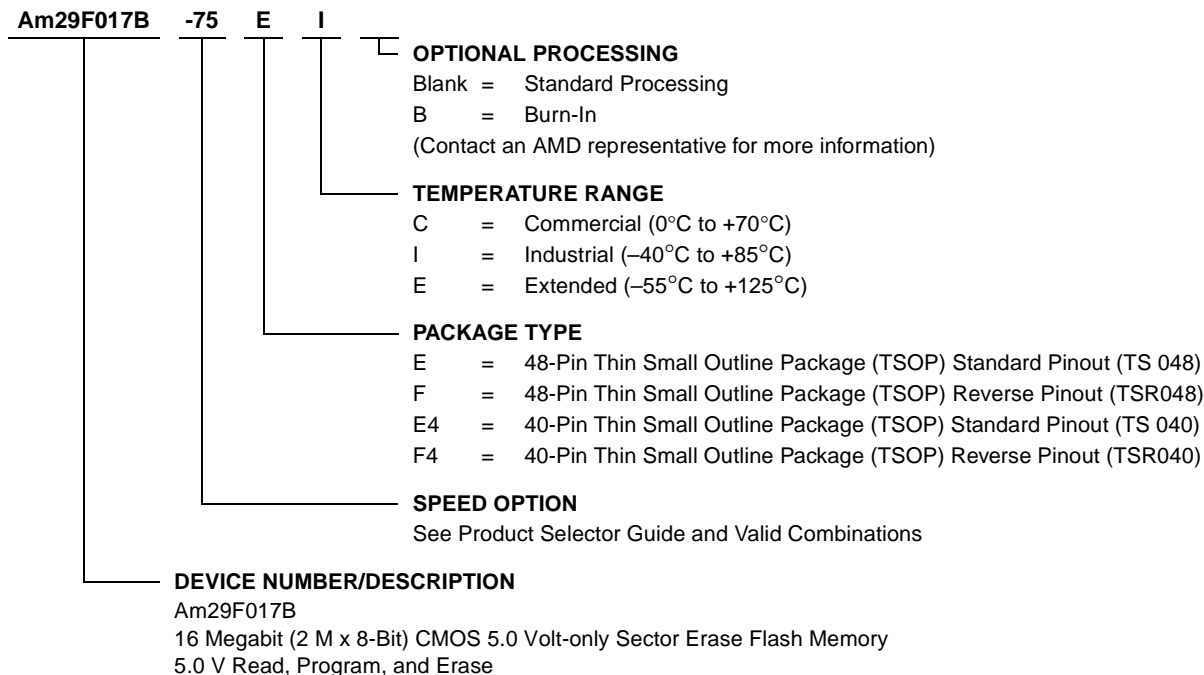 Am29F017B -75 E I
OPTIONAL PROCESSING
Blank = Standard Processing
B = Burn-In
(Contact an AMD representative for more information)
TEMPERATURE RANGE
C = Commercial (0°C to +70°C)
I = Industrial (–40°C to +85°C)
E = Extended (–55°C to +125°C)
PACKAGE TYPE
E = 48-Pin Thin Small Outline Package (TSOP) Standard Pinout (TS 048)
F = 48-Pin Thin Small Outline Package (TSOP) Reverse Pinout (TSR048)
E4 = 40-Pin Thin Small Outline Package (TSOP) Standard Pinout (TS 040)
F4 = 40-Pin Thin Small Outline Package (TSOP) Reverse Pinout (TSR040)
SPEED OPTION
See Product Selector Guide and Valid Combinations
DEVICE NUMBER/DESCRIPTION
Am29F017B
16 Megabit (2 M x 8-Bit) CMOS 5.0 Volt-only Sector Erase Flash Memory
5.0 V Read, Program, and Erase